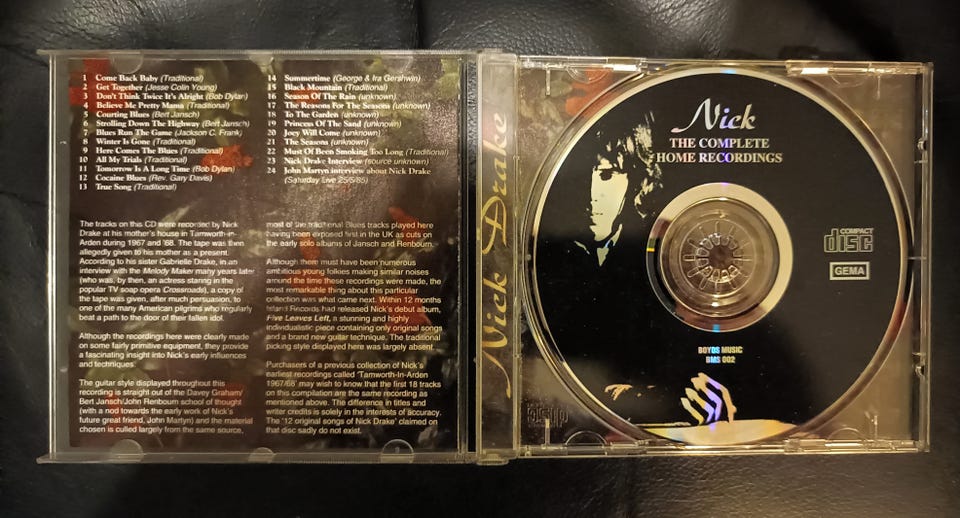 1 Come Back Baby (Traditional)
2 Get Together (Jesse Colin Young)
3 Don't Think Twice It's Alright (Bob Dylan)
4 Believe Me Pretty Mama (Traditional)
5 Courting Blues (Bert Jansch)
6 Strolling Down The Highway (Bert Jansch)
7 Blues Run The Game (Jackson C. Frank)
8 Winter Is Gone (Traditional)
9 Here Comes The Blues (Traditional)
10 All My Trials (Traditional)
11 Tomorrow Is A Long Time (Bob Dylan)
12 Cocaine Blues (Rev. Gary Davis)
13 True Song (Traditional)
14 Summertime (George & Ira Gershwin)
15 Black Mountain (Traditional)
16 Season Of The Rain (unknown)
17 The Reasons For The Seasons (unknown)
18 To The Garden (unknown)
19 Princess Of The Sand (unknown)
20 Joey Will Come (unknown)
21 The Seasons (unknown)
22 Must Of Been Smoking Too Long (Traditional)
23 Nick Drake Interview (source unknown)
24 John Martyn interview about Nick Drake
(Saturday Live 25/5/85)
The tracks on this CD were recorded by Nick
Drake at his mother's house in Tamworth-in-
Arden during 1967 and '68. The tape was then
allegedly given to his mother as a present.
According to his sister Gabrielle Drake, in an
interview with the Melody Maker many years later
(who was, by then, an actress staring in the
popular TV soap opera Crossroads), a copy of
the tape was given, after much persuasion, to
one of many American pilgrims who regularly
beat a path to the door of their fallen idol.
Although the recordings here were clearly made
on some fairly primitive equipment, they provide
a fascinating insight into Nick's early influences
and techniques.
The guitar style displayed throughout this
recording is straight out of the Davey Graham/
Bert Jansch/John Renbourn school of thought
(with a nod towards the early work of Nick's
future great friend, John Martyn) and the material
chosen is culled largely from the same source,
most of the traditional Blues tracks played here
having been exposed first in the UK as cuts on
the early solo albums of Jansch and Renbourn.
Although there must have been numerous
ambitious young folkies making similar noises
around the time these recordings were made, the
most remarkable thing about this particular
collection was what came next. Within 12 months
Island Records had released Nick's debut album,
Five Leaves Left, a stunning and highly
individualistic piece containing only original songs
and a brand new guitar technique. The traditional
picking style displayed here was largely absent.
Purchasers of a previous collection of Nick's
earliest recordings called 'Tamworth-In-Arden
1967/68' may wish to know that the first 18 tracks
on this compilation are the same recording as
mentioned above. The difference in titles and
writer credits is solely in the interests of accuracy.
The '12 original songs of Nick Drake' claimed on
that disc sadly do not exist.
Nick Drake
Nick
THE COMPLETE
HOME RECORDINGS
COMPACT
disc
GEMA
BOYDS MUSIC
BMS 002
disc